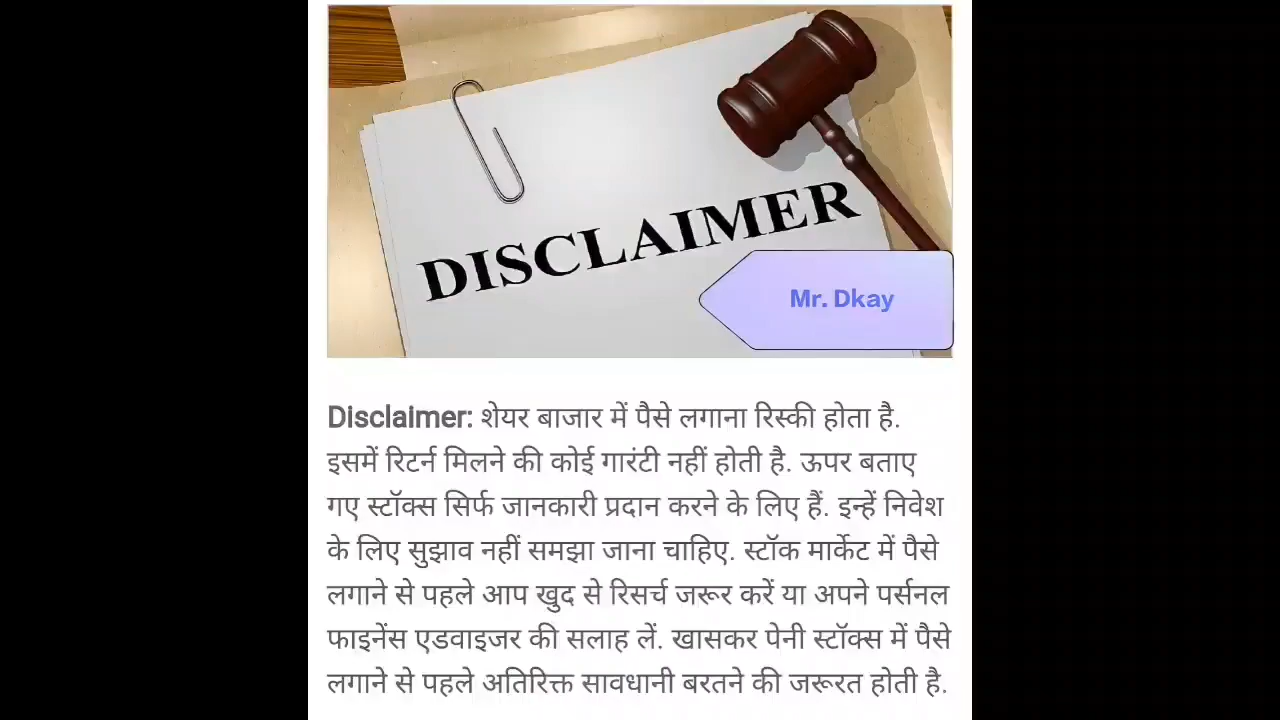 DISCLAIMER
Mr. Dkay
Disclaimer: शेयर बाजार में पैसे लगाना रिस्की होता है.
इसमें रिटर्न मिलने की कोई गारंटी नहीं होती है. ऊपर बताए
गए स्टॉक्स सिर्फ जानकारी प्रदान करने के लिए हैं. इन्हें निवेश
के लिए सुझाव नहीं समझा जाना चाहिए. स्टॉक मार्केट में पैसे
लगाने से पहले आप खुद से रिसर्च जरूर करें या अपने पर्सनल
फाइनेंस एडवाइजर की सलाह लें. खासकर पेनी स्टॉक्स में पैसे
लगाने से पहले अतिरिक्त सावधानी बरतने की जरूरत होती है.